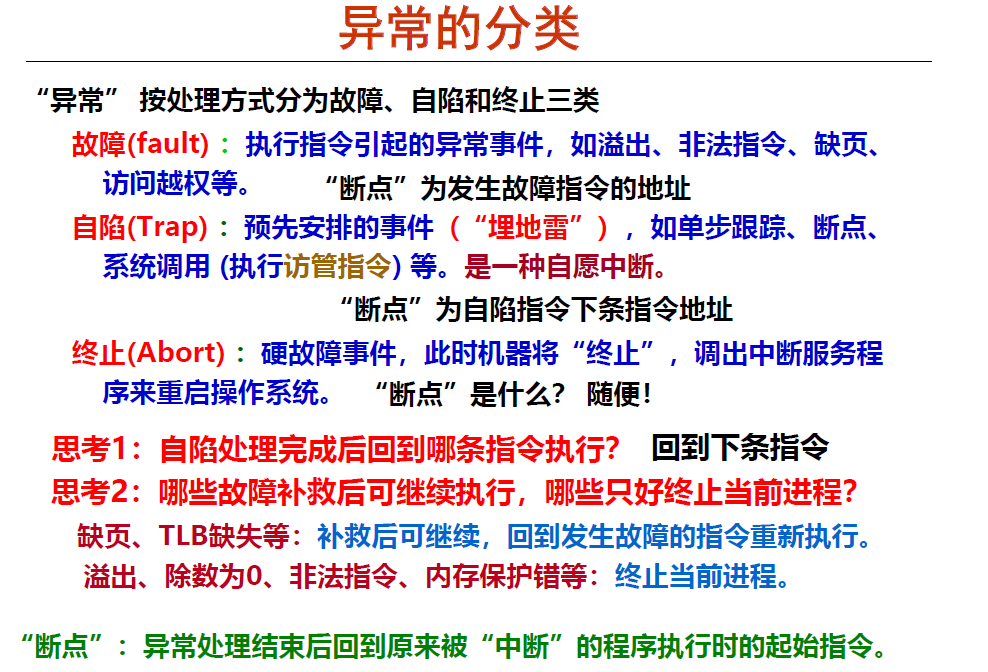 异常的分类
“异常” 按处理方式分为故障、自陷和终止三类
故障(fault)：执行指令引起的异常事件，如溢出、非法指令、缺页、
访问越权等。 “断点”为发生故障指令的地址
自陷(Trap)：预先安排的事件（“埋地雷”），如单步跟踪、断点、
系统调用 (执行访管指令) 等。是一种自愿中断。
“断点”为自陷指令下条指令地址
终止(Abort)：硬故障事件，此时机器将“终止”，调出中断服务程
序来重启操作系统。 “断点”是什么？ 随便！
思考1：自陷处理完成后回到哪条指令执行？ 回到下条指令
思考2：哪些故障补救后可继续执行，哪些只好终止当前进程？
缺页、TLB缺失等：补救后可继续，回到发生故障的指令重新执行。
溢出、除数为0、非法指令、内存保护错等：终止当前进程。
“断点”：异常处理结束后回到原来被“中断”的程序执行时的起始指令。